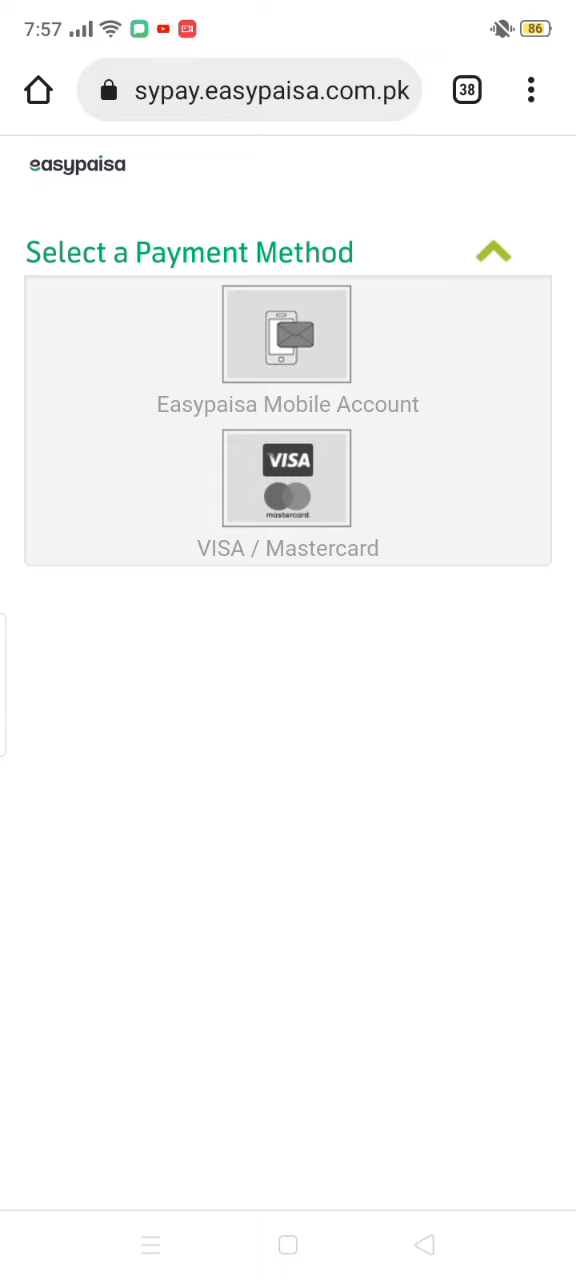 7:57
86
sypay.easypaisa.com.pk
38
easypaisa
Select a Payment Method
Easypaisa Mobile Account
VISA
mastercard.
VISA / Mastercard